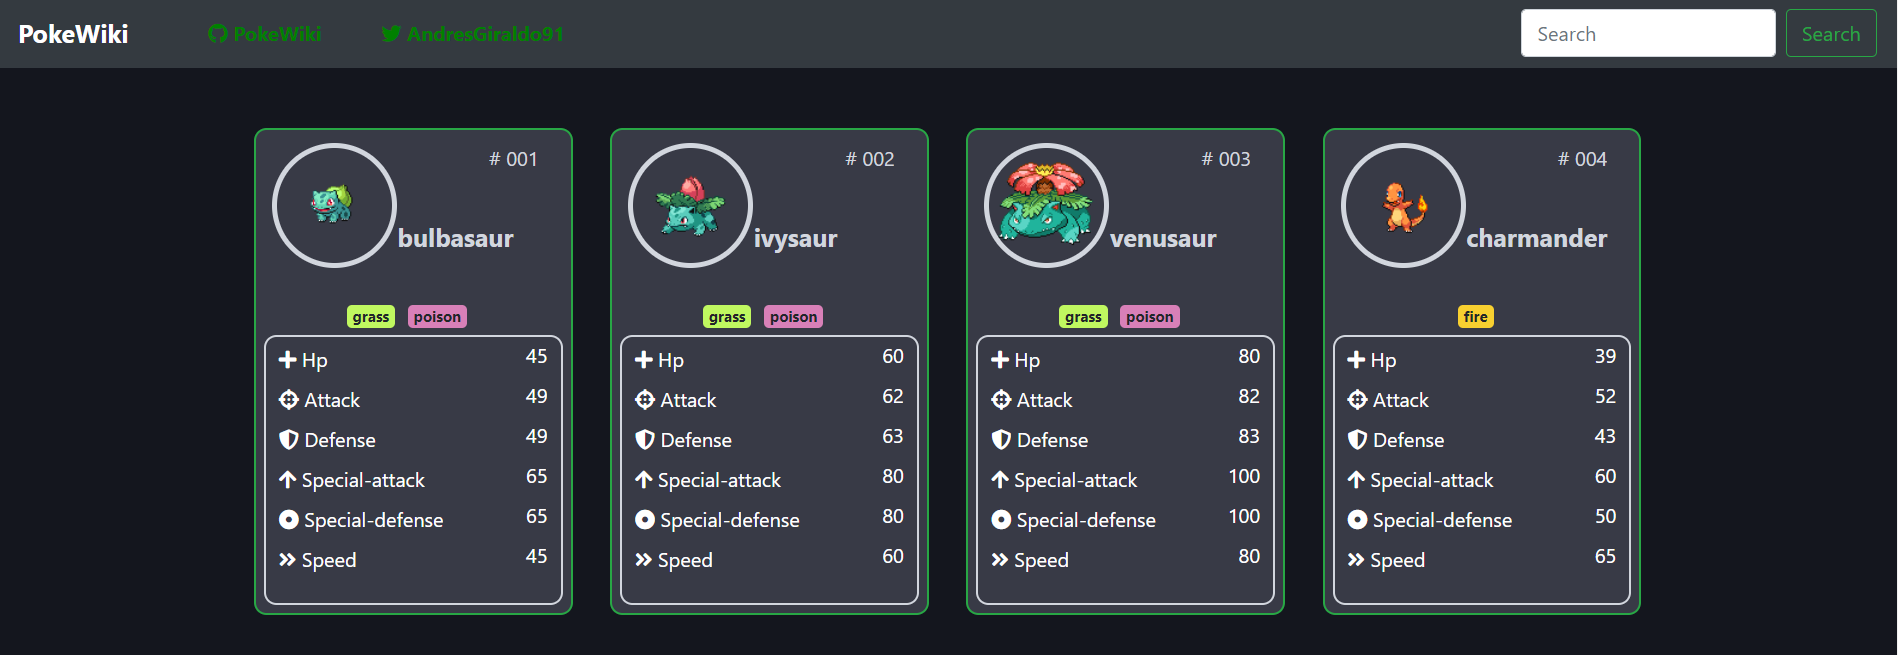 PokeWiki PokeWiki AndresGiraldo91 Search Search
# 001
bulbasaur
grass poison
Hp 45
Attack 49
Defense 49
Special-attack 65
Special-defense 65
Speed 45
# 002
ivysaur
grass poison
Hp 60
Attack 62
Defense 63
Special-attack 80
Special-defense 80
Speed 60
# 003
venusaur
grass poison
Hp 80
Attack 82
Defense 83
Special-attack 100
Special-defense 100
Speed 80
# 004
charmander
fire
Hp 39
Attack 52
Defense 43
Special-attack 60
Special-defense 50
Speed 65